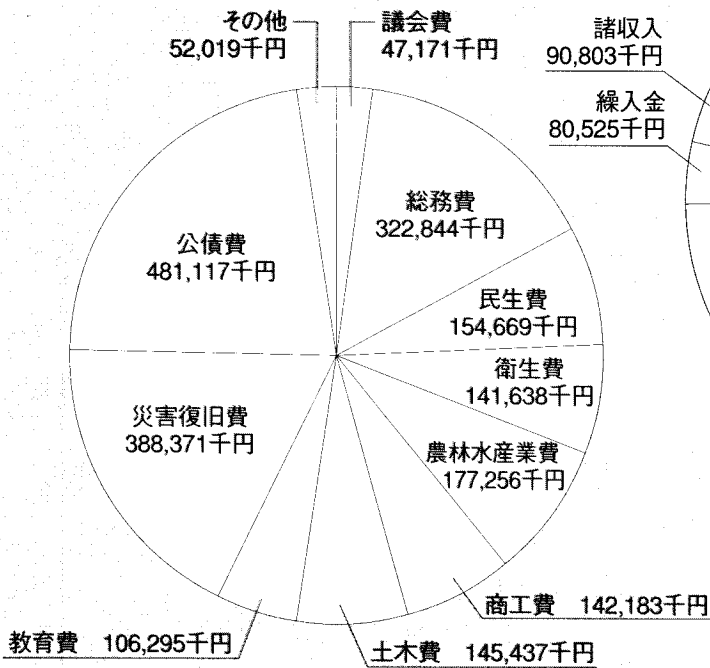 その他
52,019千円
議会費
47,171千円
諸収入
90,803千円
繰入金
80,525千円
総務費
322,844千円
公債費
481,117千円
民生費
154,669千円
衛生費
141,638千円
災害復旧費
388,371千円
農林水産業費
177,256千円
商工費 142,183千円
教育費 106,295千円
土木費 145,437千円